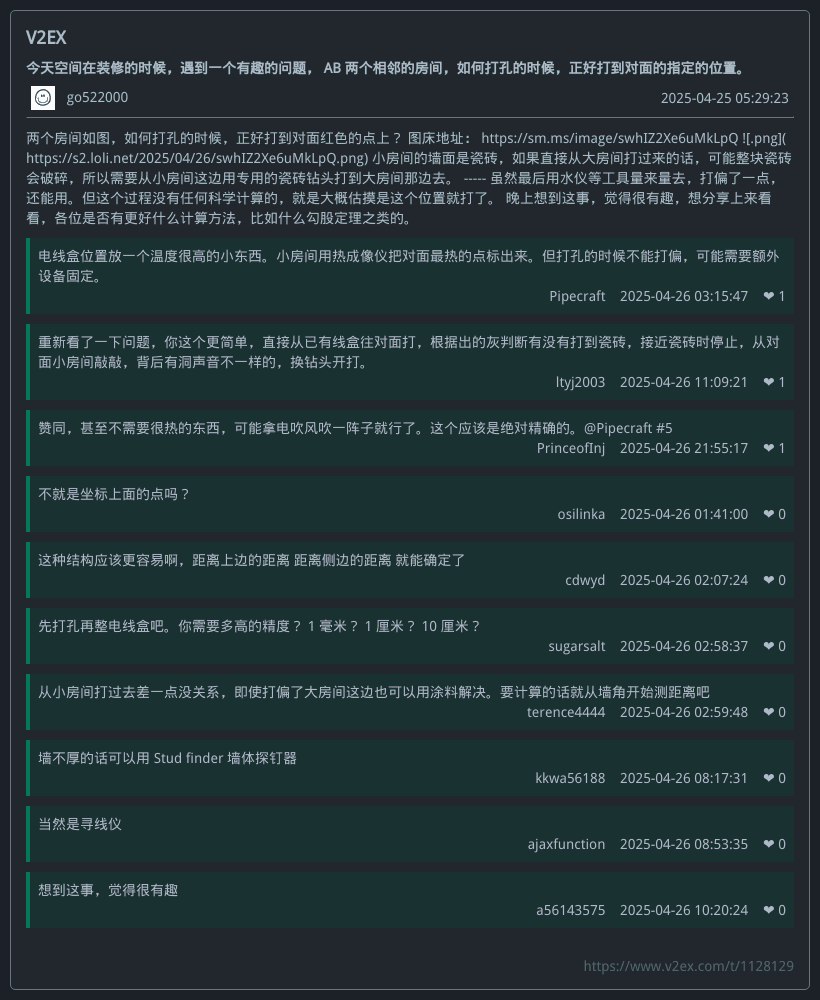 V2EX
今天空间在装修的时候，遇到一个有趣的问题， AB 两个相邻的房间，如何打孔的时候，正好打到对面的指定的位置。
go522000
2025-04-25 05:29:23
两个房间如图，如何打孔的时候，正好打到对面红色的点上？ 图床地址： https://sm.ms/image/swhIZ2Xe6uMkLpQ ![.png](
https://s2.loli.net/2025/04/26/swhIZ2Xe6uMkLpQ.png) 小房间的墙面是瓷砖，如果直接从大房间打过来的话，可能整块瓷砖
会破碎，所以需要从小房间这边用专用的瓷砖钻头打到大房间那边去。 ----- 虽然最后用水仪等工具量来量去，打偏了一点，
还能用。但这个过程没有任何科学计算的，就是大概估摸是这个位置就打了。 晚上想到这事，觉得很有趣，想分享上来看
看，各位是否有更好什么计算方法，比如什么勾股定理之类的。
电线盒位置放一个温度很高的小东西。小房间用热成像仪把对面最热的点标出来。但打孔的时候不能打偏，可能需要额外
设备固定。
Pipecraft 2025-04-26 03:15:47 ❤ 1
重新看了一下问题，你这个更简单，直接从已有线盒往对面打，根据出的灰判断有没有打到瓷砖，接近瓷砖时停止，从对
面小房间敲敲，背后有洞声音不一样的，换钻头开打。
ltyj2003 2025-04-26 11:09:21 ❤ 1
赞同，甚至不需要很热的东西，可能拿电吹风吹一阵子就行了。这个应该是绝对精确的。@Pipecraft #5
PrinceofInj 2025-04-26 21:55:17 ❤ 1
不就是坐标上面的点吗？
osilinka 2025-04-26 01:41:00 ❤ 0
这种结构应该更容易啊，距离上边的距离 距离侧边的距离 就能确定了
cdwyd 2025-04-26 02:07:24 ❤ 0
先打孔再整电线盒吧。你需要多高的精度？ 1 毫米？ 1 厘米？ 10 厘米？
sugarsalt 2025-04-26 02:58:37 ❤ 0
从小房间打过去差一点没关系，即使打偏了大房间这边也可以用涂料解决。要计算的话就从墙角开始测距离吧
terence4444 2025-04-26 02:59:48 ❤ 0
墙不厚的话可以用 Stud finder 墙体探钉器
kkwa56188 2025-04-26 08:17:31 ❤ 0
当然是寻线仪
ajaxfunction 2025-04-26 08:53:35 ❤ 0
想到这事，觉得很有趣
a56143575 2025-04-26 10:20:24 ❤ 0
https://www.v2ex.com/t/1128129